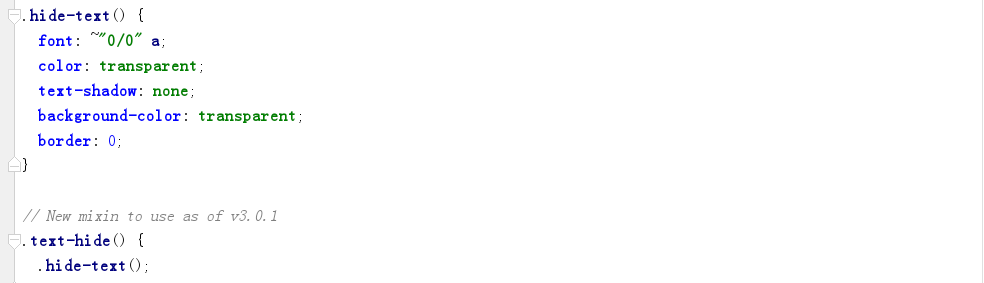 .hide-text() {
  font: ~"0/0" a;
  color: transparent;
  text-shadow: none;
  background-color: transparent;
  border: 0;
}
// New mixin to use as of v3.0.1
.text-hide() {
  .hide-text();